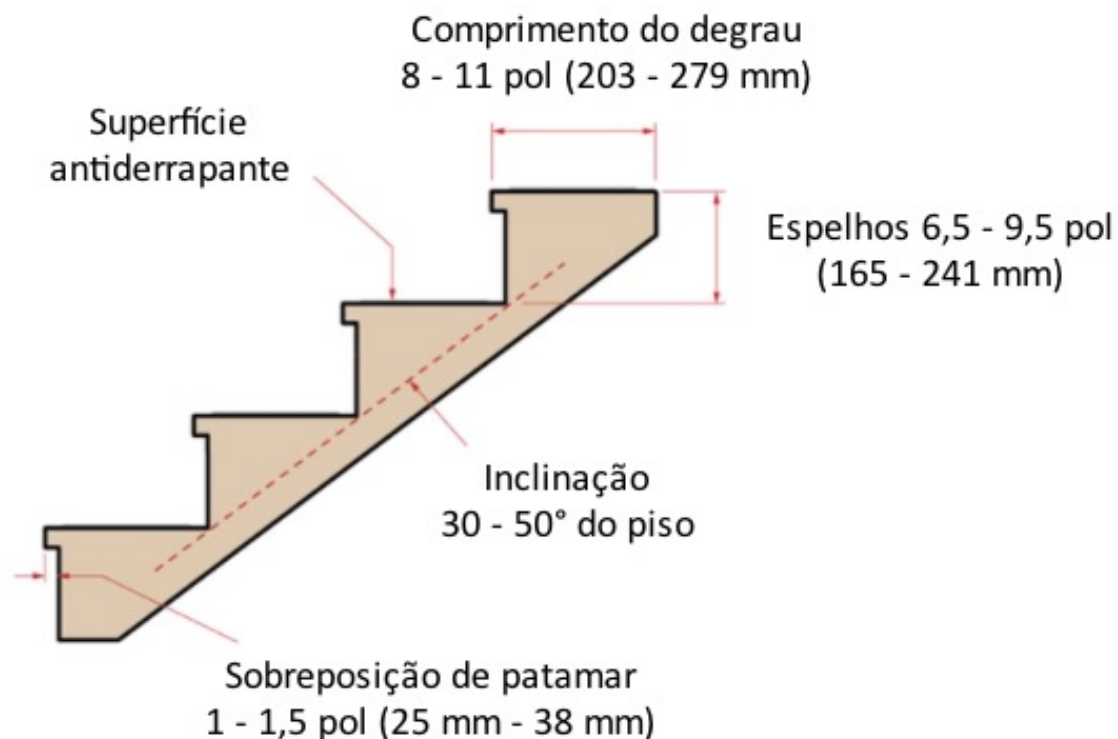 Comprimento do degrau
8 - 11 pol (203 - 279 mm)
Superfície
antiderrapante
Espelhos 6,5 - 9,5 pol
(165 - 241 mm)
Inclinação
30 - 50° do piso
Sobreposição de patamar
1 - 1,5 pol (25 mm - 38 mm)